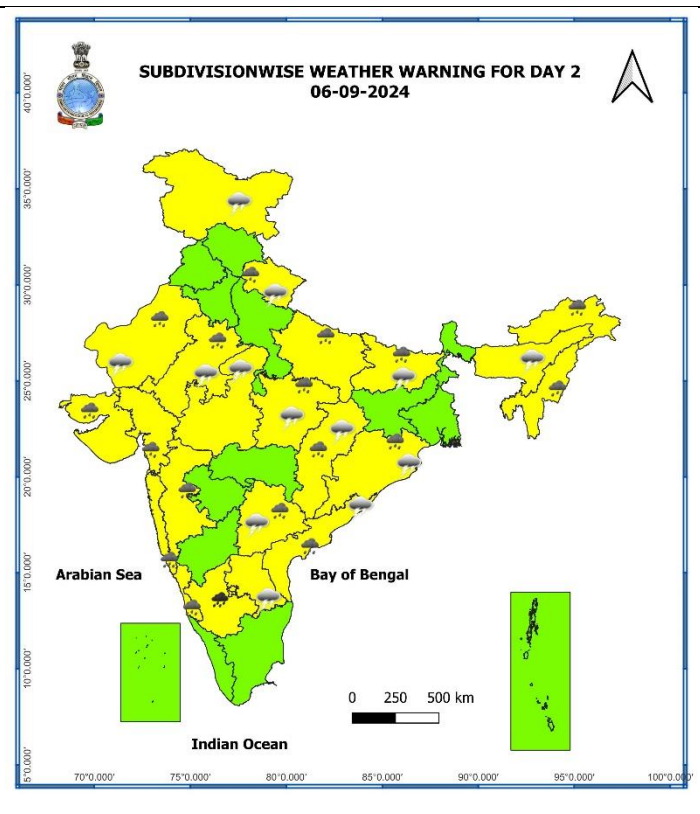 SUBDIVISIONWISE WEATHER WARNING FOR DAY 2
06-09-2024
40°0.000'
35°0.000'
30°0.000'
25°0.000'
20°0.000'
15°0.000'
10°0.000'
5°0.000'
Arabian Sea
Bay of Bengal
0 250 500 km
Indian Ocean
70°0.000' 75°0.000' 80°0.000' 85°0.000' 90°0.000' 95°0.000' 100°0.000'